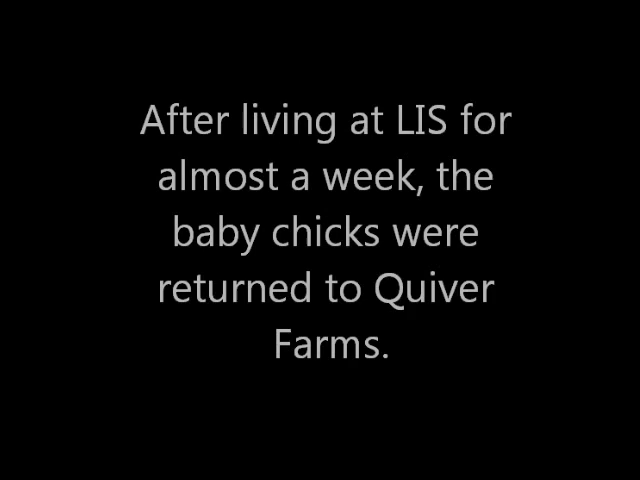 After living at LIS for
almost a week, the
baby chicks were
returned to Quiver
Farms.